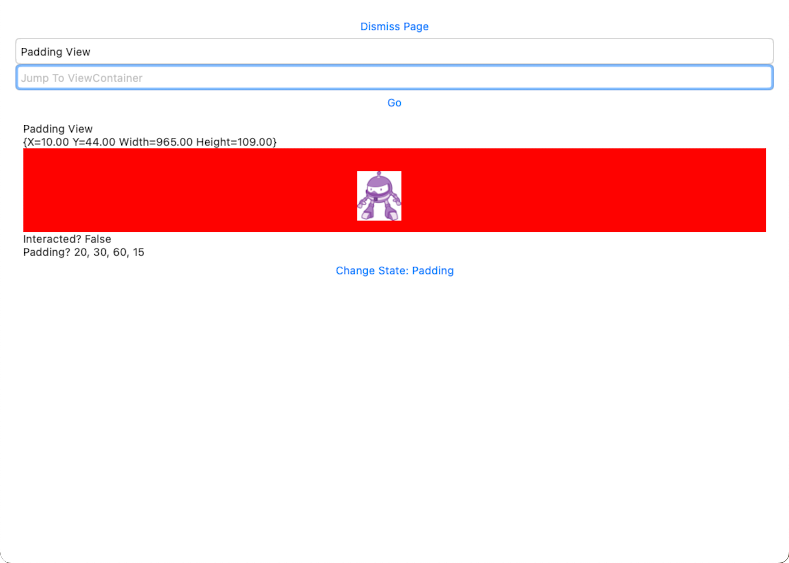 Dismiss Page
Padding View
Jump To ViewContainer
Go
Padding View
{X=10.00 Y=44.00 Width=965.00 Height=109.00}
Interacted? False
Padding? 20, 30, 60, 15
Change State: Padding